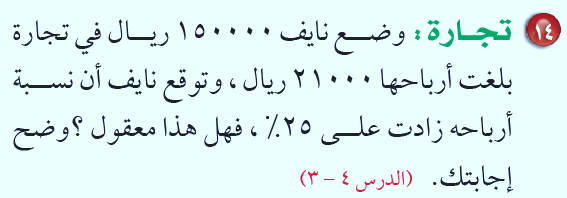 ١٤ تجارة : وضع نايف ١٥٠٠٠٠ ريال في تجارة
بلغت أرباحها ٢١٠٠٠ ريال ، وتوقع نايف أن نسبة
أرباحه زادت على ٢٥٪ ، فهل هذا معقول ؟ وضح
إجابتك. (الدرس ٤ – ٣)